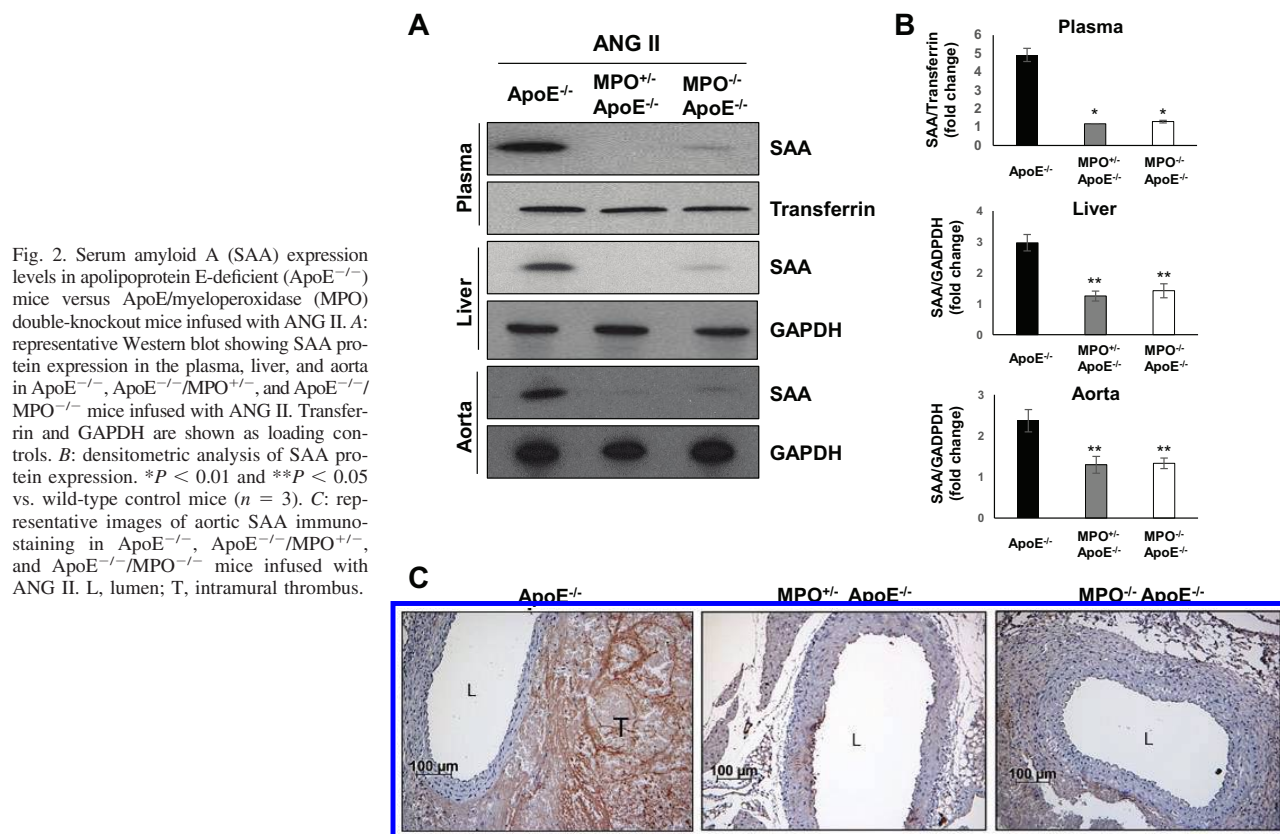 Fig. 2. Serum amyloid A (SAA) expression
levels in apolipoprotein E-deficient (ApoE−/−)
mice versus ApoE/myeloperoxidase (MPO)
double-knockout mice infused with ANG II. A:
representative Western blot showing SAA pro-
tein expression in the plasma, liver, and aorta
in ApoE−/−, ApoE−/−/MPO+/−, and ApoE−/−/
MPO−/− mice infused with ANG II. Transfer-
rin and GAPDH are shown as loading con-
trols. B: densitometric analysis of SAA pro-
tein expression. *P < 0.01 and **P < 0.05
vs. wild-type control mice (n = 3). C: rep-
resentative images of aortic SAA immuno-
staining in ApoE−/−, ApoE−/−/MPO+/−,
and ApoE−/−/MPO−/− mice infused with
ANG II. L, lumen; T, intramural thrombus.
A
ANG II
ApoE-/-
MPO+/-
ApoE-/-
MPO-/-
ApoE-/-
Plasma
SAA
Transferrin
Liver
SAA
GAPDH
Aorta
SAA
GAPDH
B
Plasma
SAA/Transferrin
(fold change)
6
5
4
3
2
1
0
*
*
ApoE-/-
MPO+/-
ApoE-/-
MPO-/-
ApoE-/-
Liver
SAA/GADPDH
(fold change)
4
3
2
1
0
**
**
ApoE-/-
MPO+/-
ApoE-/-
MPO-/-
ApoE-/-
Aorta
SAA/GADPDH
(fold change)
3
2
1
0
**
**
ApoE-/-
MPO+/-
ApoE-/-
MPO-/-
ApoE-/-
C
ApoE-/-
MPO+/- ApoE-/-
MPO-/- ApoE-/-
L
T
100 µm
L
100 µm
L
100 µm